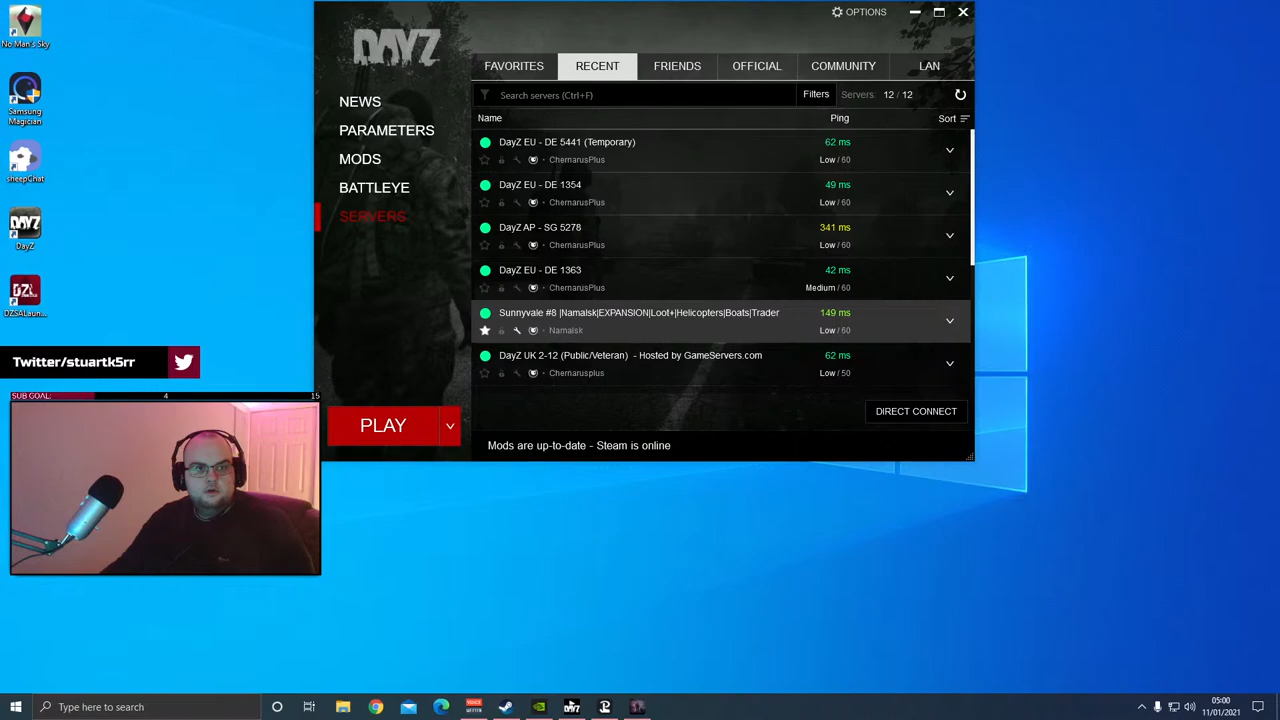 No Man's Sky
Samsung
Magician
sheepChat
DAYZ
DayZ
DZL
DZSALaun...
Twitter/stuartk5rr
SUB GOAL:
4
15
OPTIONS
DAYZ
NEWS
PARAMETERS
MODS
BATTLEYE
SERVERS
PLAY
FAVORITES
RECENT
FRIENDS
OFFICIAL
COMMUNITY
LAN
Search servers (Ctrl+F)
Filters
Servers: 12 / 12
Name
Ping
Sort
DayZ EU - DE 5441 (Temporary)
62 ms
ChernarusPlus
Low / 60
DayZ EU - DE 1354
49 ms
ChernarusPlus
Low / 60
DayZ AP - SG 5278
341 ms
ChernarusPlus
Low / 60
DayZ EU - DE 1363
42 ms
ChernarusPlus
Medium / 60
Sunnyvale #8 |Namalsk|EXPANSION|Loot+|Helicopters|Boats|Trader
149 ms
Namalsk
Low / 60
DayZ UK 2-12 (Public/Veteran) - Hosted by GameServers.com
62 ms
Chernarusplus
Low / 50
DIRECT CONNECT
Mods are up-to-date - Steam is online
Type here to search
05:00
11/01/2021